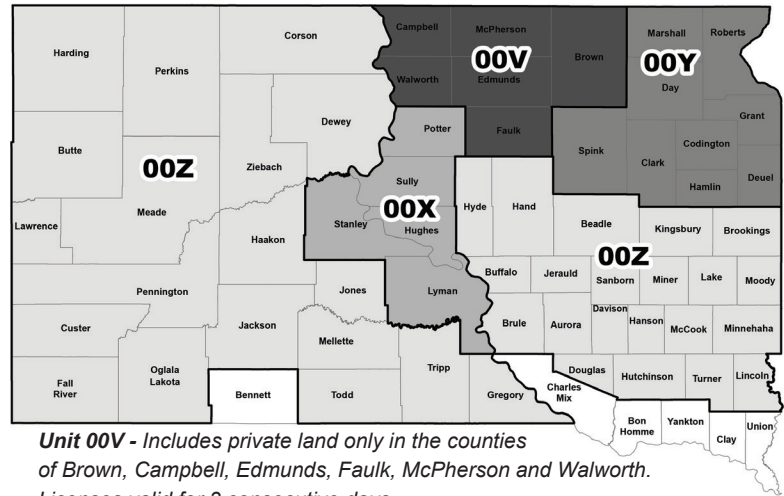 Harding
Perkins
Corson
Campbell
McPherson
Brown
Marshall
Roberts
00V
00Y
Walworth
Edmunds
Day
Dewey
Potter
Faulk
Grant
Butte
Ziebach
00Z
Spink
Codington
Clark
Sully
Hamlin
Deuel
Meade
00X
Hyde
Hand
Lawrence
Stanley
Hughes
Beadle
Kingsbury
Brookings
Haakon
00Z
Buffalo
Jerauld
Sanborn
Miner
Lake
Moody
Pennington
Jones
Lyman
Davison
Custer
Jackson
Brule
Aurora
Hanson
McCook
Minnehaha
Mellette
Fall
River
Oglala
Lakota
Tripp
Douglas
Hutchinson
Turner
Lincoln
Bennett
Todd
Gregory
Charles
Mix
Bon
Homme
Yankton
Clay
Union
Unit 00V - Includes private land only in the counties
of Brown, Campbell, Edmunds, Faulk, McPherson and Walworth.